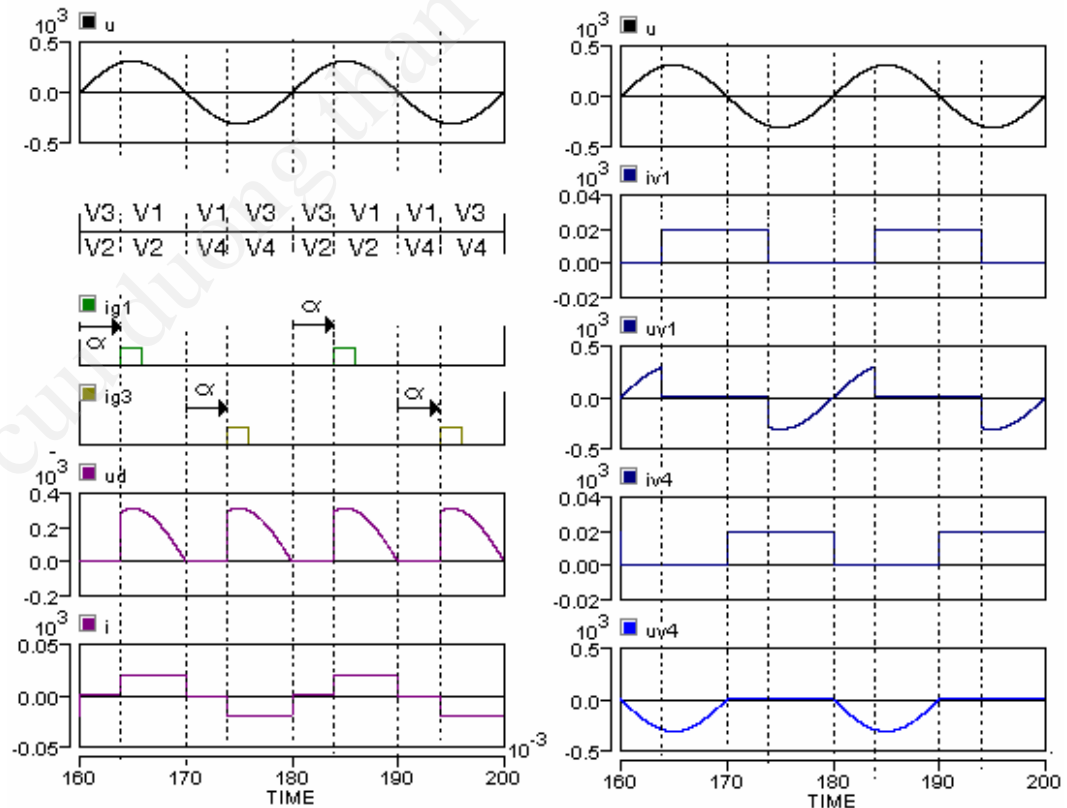 10³ u
0.5
0.0
-0.5
V3 V1 V1 V3 V3 V1 V1 V3
V2 V2 V4 V4 V2 V2 V4 V4
ig1
α
α
ig3
α
α
10³ ud
0.4
0.2
0.0
-0.2
10³ i
0.05
0.00
-0.05
10⁻³
160 170 180 190 200
TIME
10³ u
0.5
0.0
-0.5
10³ iv1
0.04
0.02
0.00
-0.02
10³ uv1
0.5
0.0
-0.5
10³ iv4
0.04
0.02
0.00
-0.02
10³ uv4
0.5
0.0
-0.5
160 170 180 190 200
TIME
cuu duong than